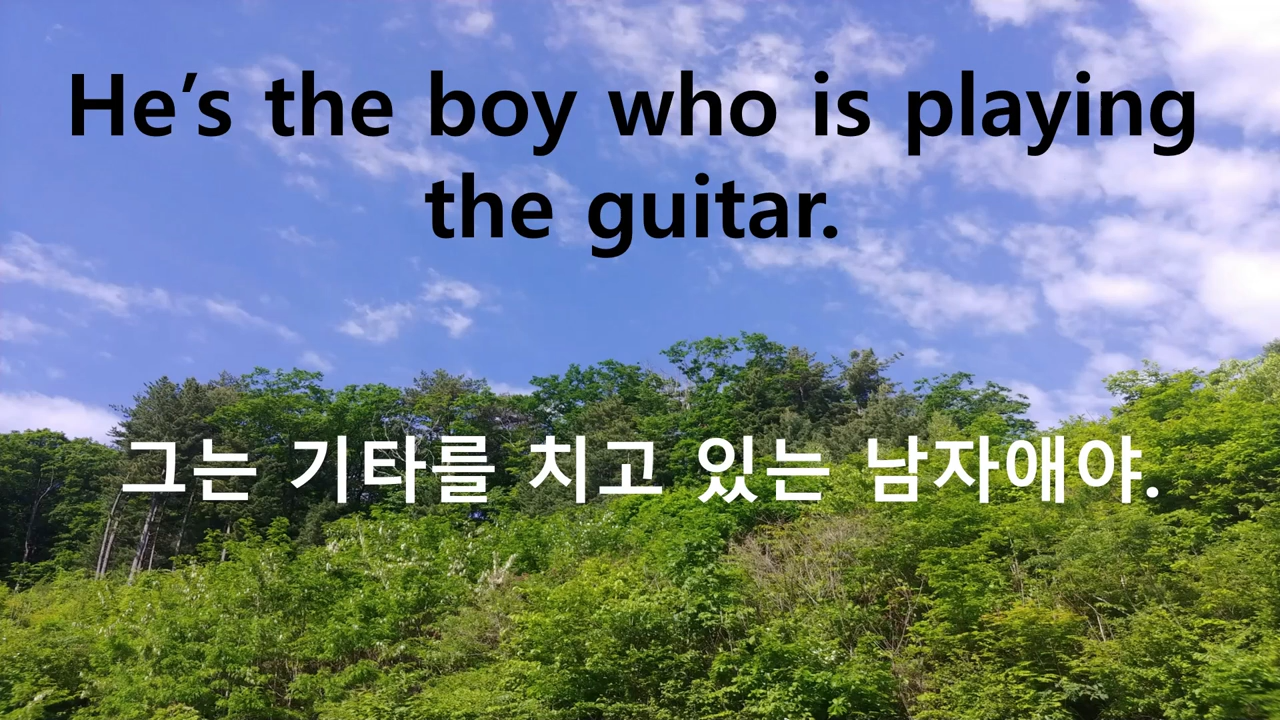 He’s the boy who is playing
the guitar.
그는 기타를 치고 있는 남자애야.